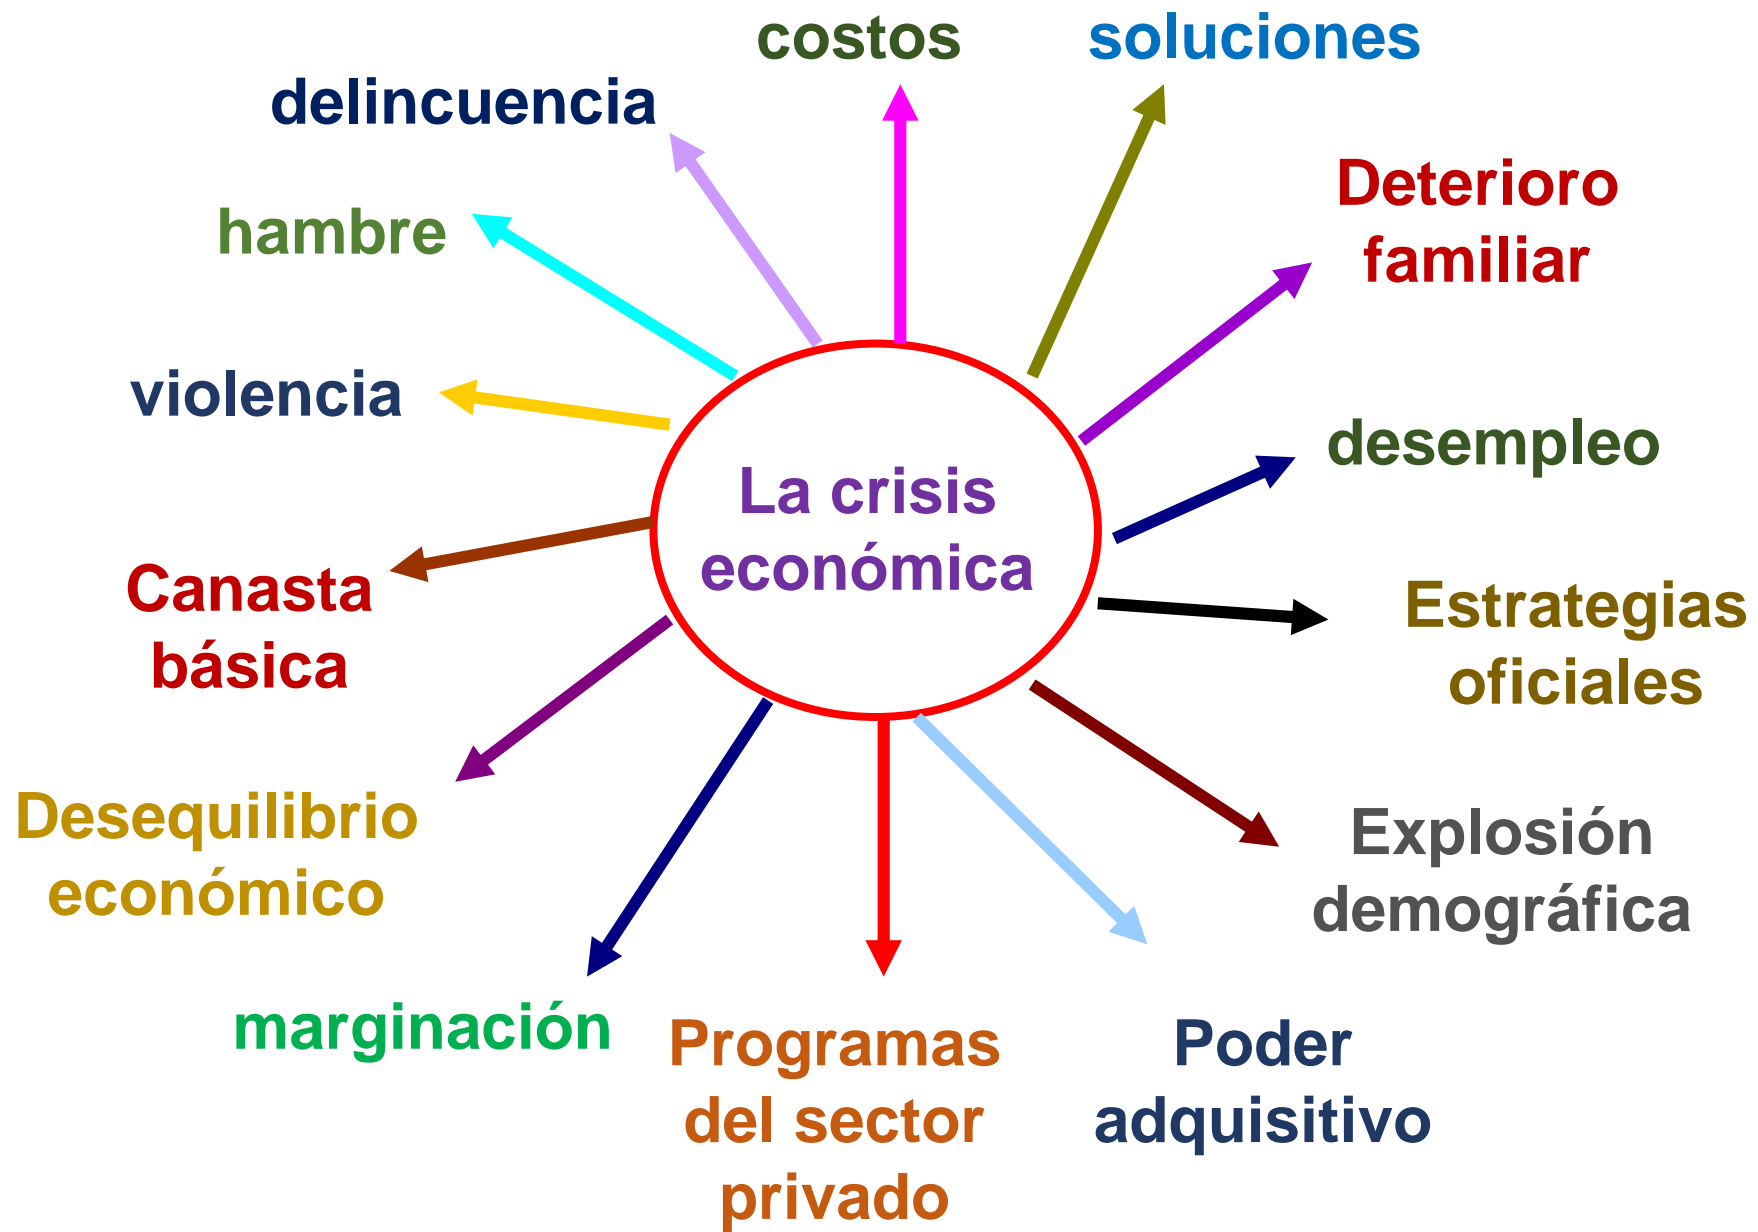 costos
soluciones
delincuencia
Deterioro
familiar
hambre
violencia
desempleo
La crisis
económica
Canasta
básica
Estrategias
oficiales
Desequilibrio
económico
Explosión
demográfica
marginación
Programas
del sector
privado
Poder
adquisitivo